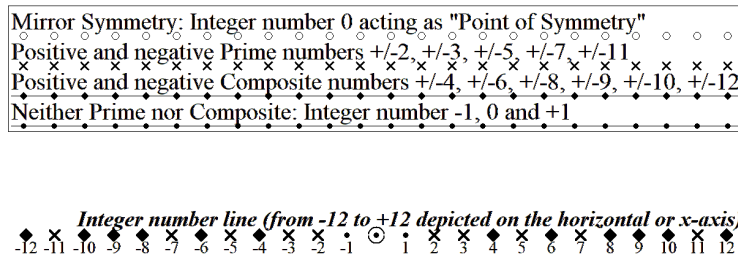 Mirror Symmetry: Integer number 0 acting as "Point of Symmetry"
Positive and negative Prime numbers +/-2, +/-3, +/-5, +/-7, +/-11
Positive and negative Composite numbers +/-4, +/-6, +/-8, +/-9, +/-10, +/-12
Neither Prime nor Composite: Integer number -1, 0 and +1
Integer number line (from -12 to +12 depicted on the horizontal or x-axis)
-12 -11 -10 -9 -8 -7 -6 -5 -4 -3 -2 -1 1 2 3 4 5 6 7 8 9 10 11 12